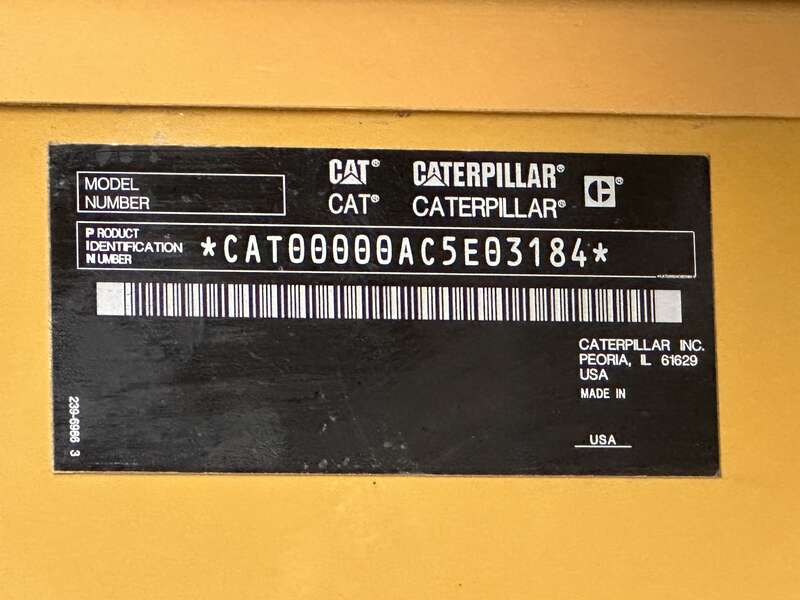 CAT® CATERPILLAR® C®
CAT® CATERPILLAR®
MODEL
NUMBER
PRODUCT
IDENTIFICATION
NUMBER
*CAT00000AC5E03184*
CATERPILLAR INC.
PEORIA, IL 61629
USA
MADE IN
USA
239-6966 3